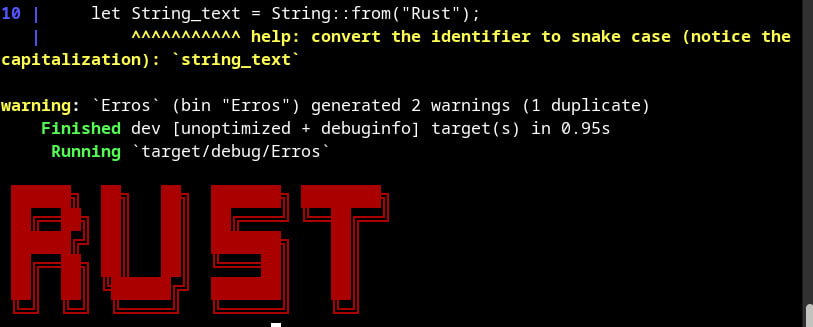 10 |     let String_text = String::from("Rust");
   |         ^^^^^^^^^^^ help: convert the identifier to snake case (notice the
capitalization): `string_text`
warning: `Erros` (bin "Erros") generated 2 warnings (1 duplicate)
    Finished dev [unoptimized + debuginfo] target(s) in 0.95s
     Running `target/debug/Erros`
RUST